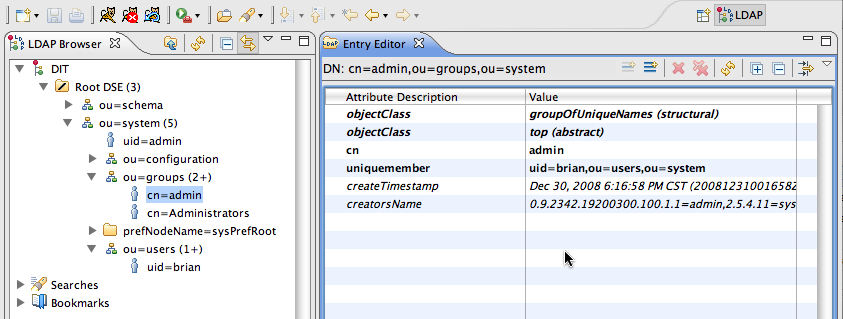 LDAP
LDAP Browser
DIT
Root DSE (3)
ou=schema
ou=system (5)
uid=admin
ou=configuration
ou=groups (2+)
cn=admin
cn=Administrators
prefNodeName=sysPrefRoot
ou=users (1+)
uid=brian
Searches
Bookmarks
LDAP Entry Editor
DN: cn=admin,ou=groups,ou=system
Attribute Description Value
objectClass groupOfUniqueNames (structural)
objectClass top (abstract)
cn admin
uniquemember uid=brian,ou=users,ou=system
createTimestamp Dec 30, 2008 6:16:58 PM CST (20081231001658Z
creatorsName 0.9.2342.19200300.100.1.1=admin,2.5.4.11=sys